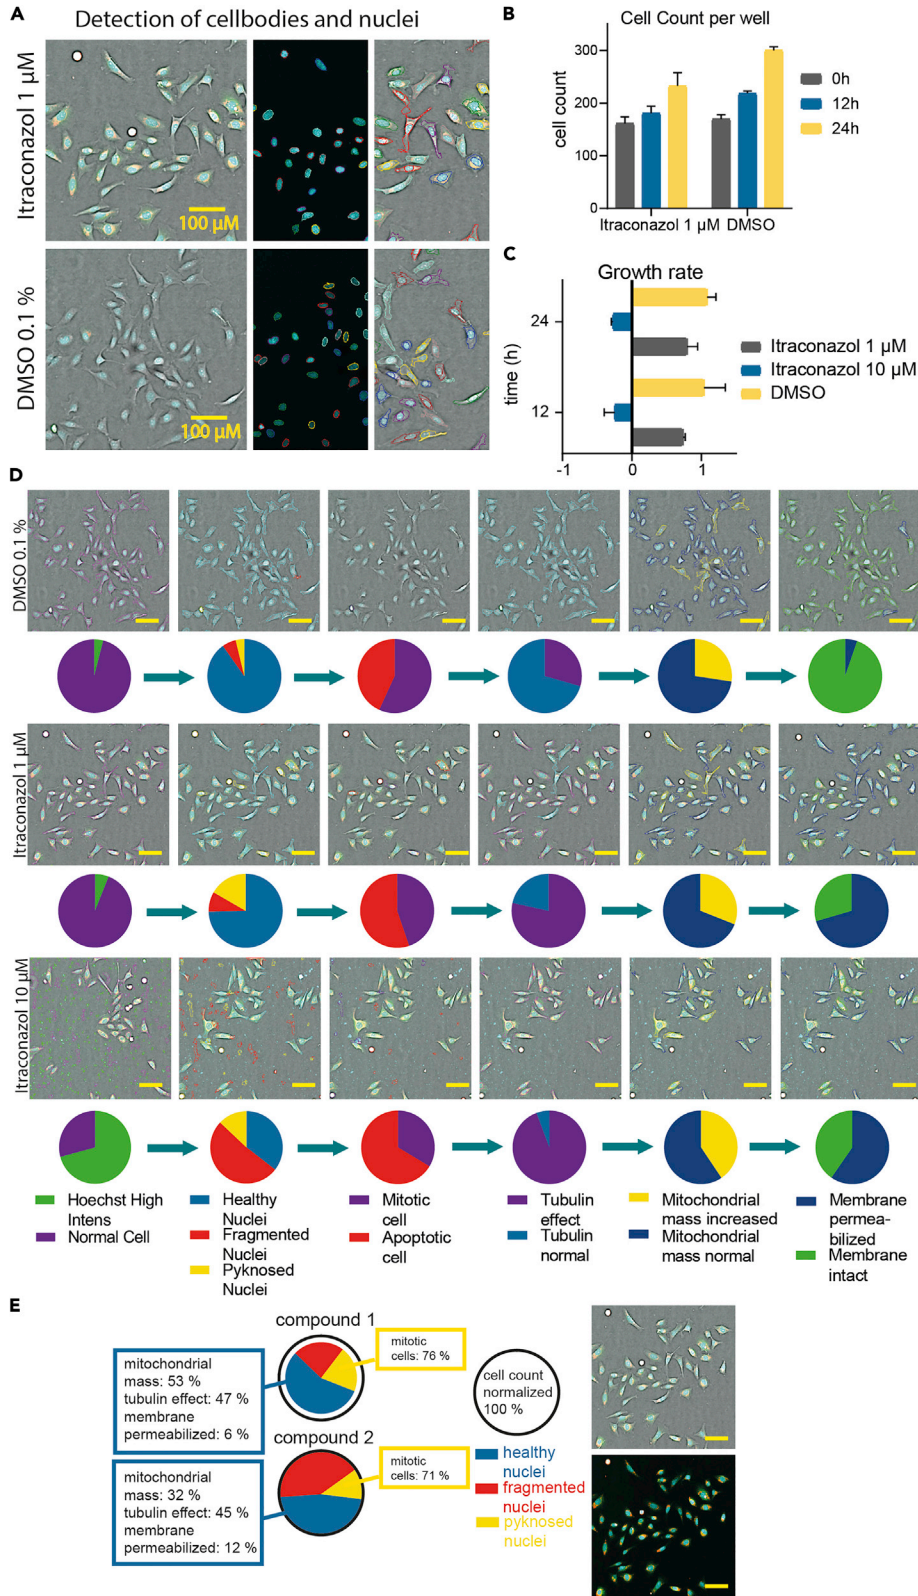 A
Detection of cellbodies and nuclei
Itraconazol 1 µM
100 µM
DMSO 0.1 %
100 µM
B
Cell Count per well
cell count
300
200
100
0
Itraconazol 1 µM DMSO
0h
12h
24h
C
Growth rate
time (h)
24
12
-1
0
1
Itraconazol 1 µM
Itraconazol 10 µM
DMSO
D
DMSO 0.1 %
Itraconazol 1 µM
Itraconazol 10 µM
Hoechst High
Intens
Normal Cell
Healthy
Nuclei
Fragmented
Nuclei
Pyknosed
Nuclei
Mitotic
cell
Apoptotic
cell
Tubulin
effect
Tubulin
normal
Mitochondrial
mass increased
Mitochondrial
mass normal
Membrane
permea-
bilized
Membrane
intact
E
compound 1
mitochondrial
mass: 53 %
tubulin effect: 47 %
membrane
permeabilized: 6 %
mitotic
cells: 76 %
compound 2
mitochondrial
mass: 32 %
tubulin effect: 45 %
membrane
permeabilized: 12 %
mitotic
cells: 71 %
cell count
normalized
100 %
healthy
nuclei
fragmented
nuclei
pyknosed
nuclei